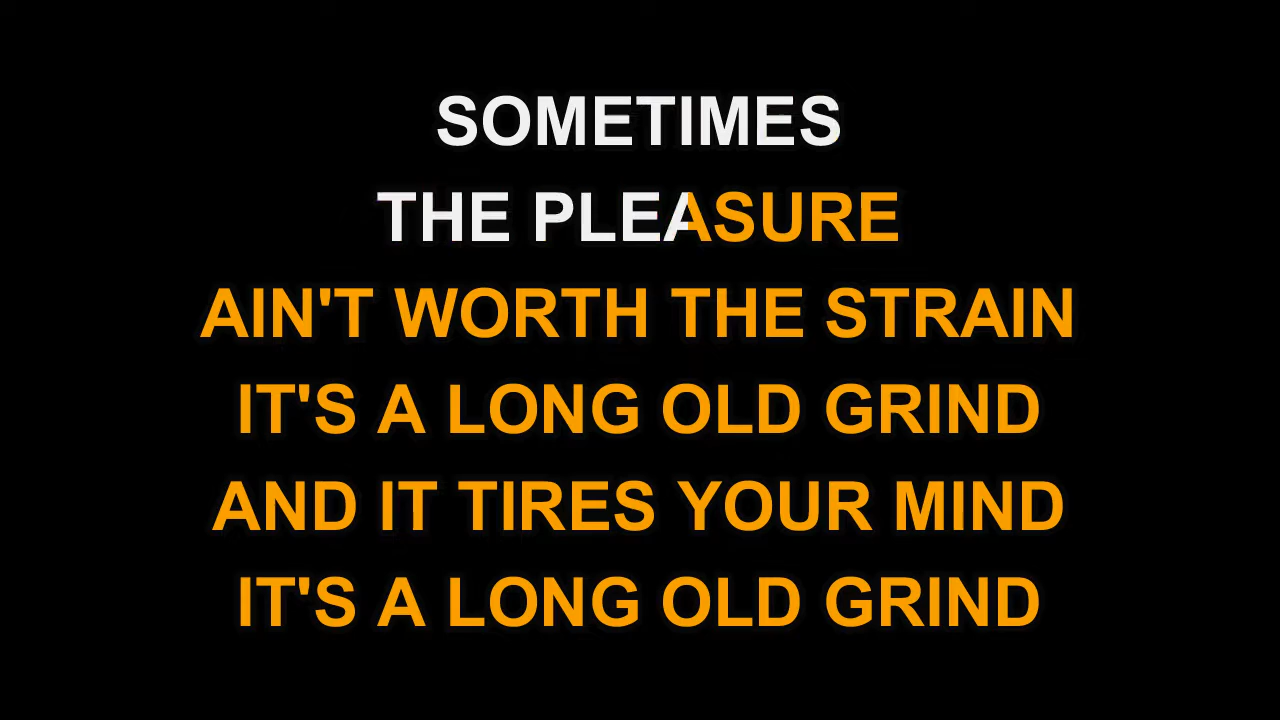 SOMETIMES
THE PLEASURE
AIN'T WORTH THE STRAIN
IT'S A LONG OLD GRIND
AND IT TIRES YOUR MIND
IT'S A LONG OLD GRIND